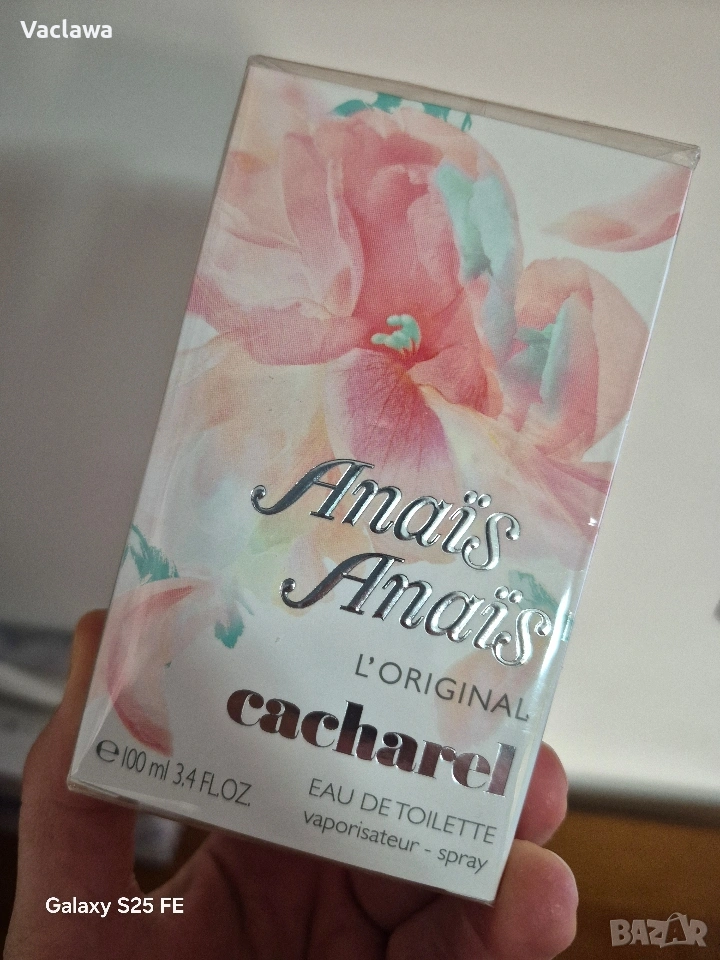 Vaclawa
Anaïs
Anaïs
L'ORIGINAL
cacharel
e 100 ml 3.4 FL.OZ.
EAU DE TOILETTE
vaporisateur - spray
Galaxy S25 FE
BAZAR